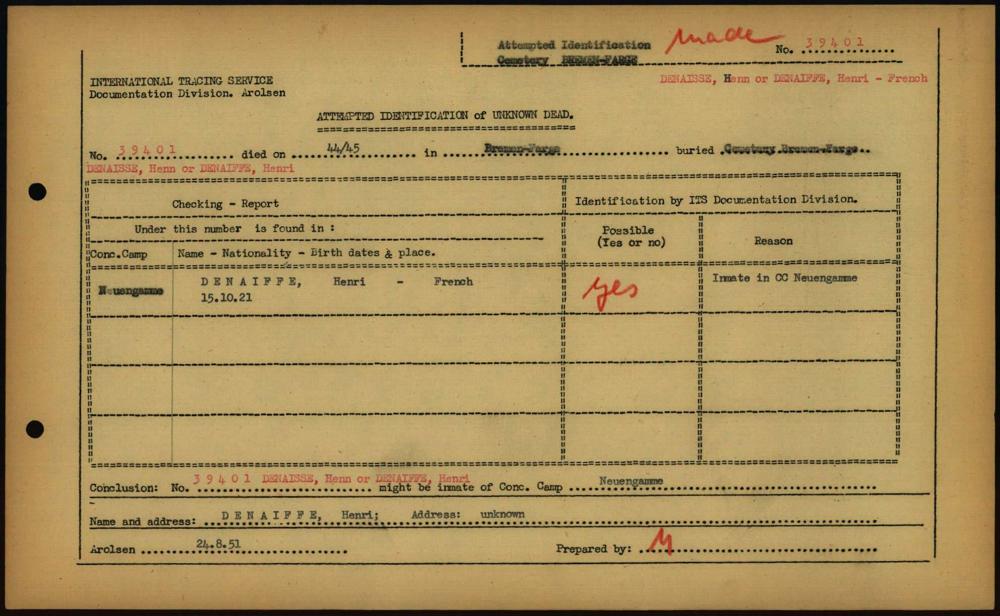 Attempted Identification made No. 39401
Cemetery BREMEN-FARGE
DENAISSE, Henn or DENAIFFE, Henri - French
INTERNATIONAL TRACING SERVICE
Documentation Division. Arolsen
ATTEMPTED IDENTIFICATION of UNKNOWN DEAD.
No. 39401 died on 44/45 in Bremen-Farge buried Cemetery Bremen-Farge
DENAISSE, Henn or DENAIFFE, Henri
Checking - Report
Identification by ITS Documentation Division.
Under this number is found in :
Possible
(Yes or no)
Reason
Conc.Camp
Name - Nationality - Birth dates & place.
Neuengamme
DENAIFFE, Henri - French
15.10.21
yes
Inmate in CC Neuengamme
Conclusion: No. 39401 DENAISSE, Henn or DENAIFFE, Henri might be inmate of Conc. Camp Neuengamme
Name and address: DENAIFFE, Henri; Address: unknown
Arolsen 24.8.51 Prepared by: